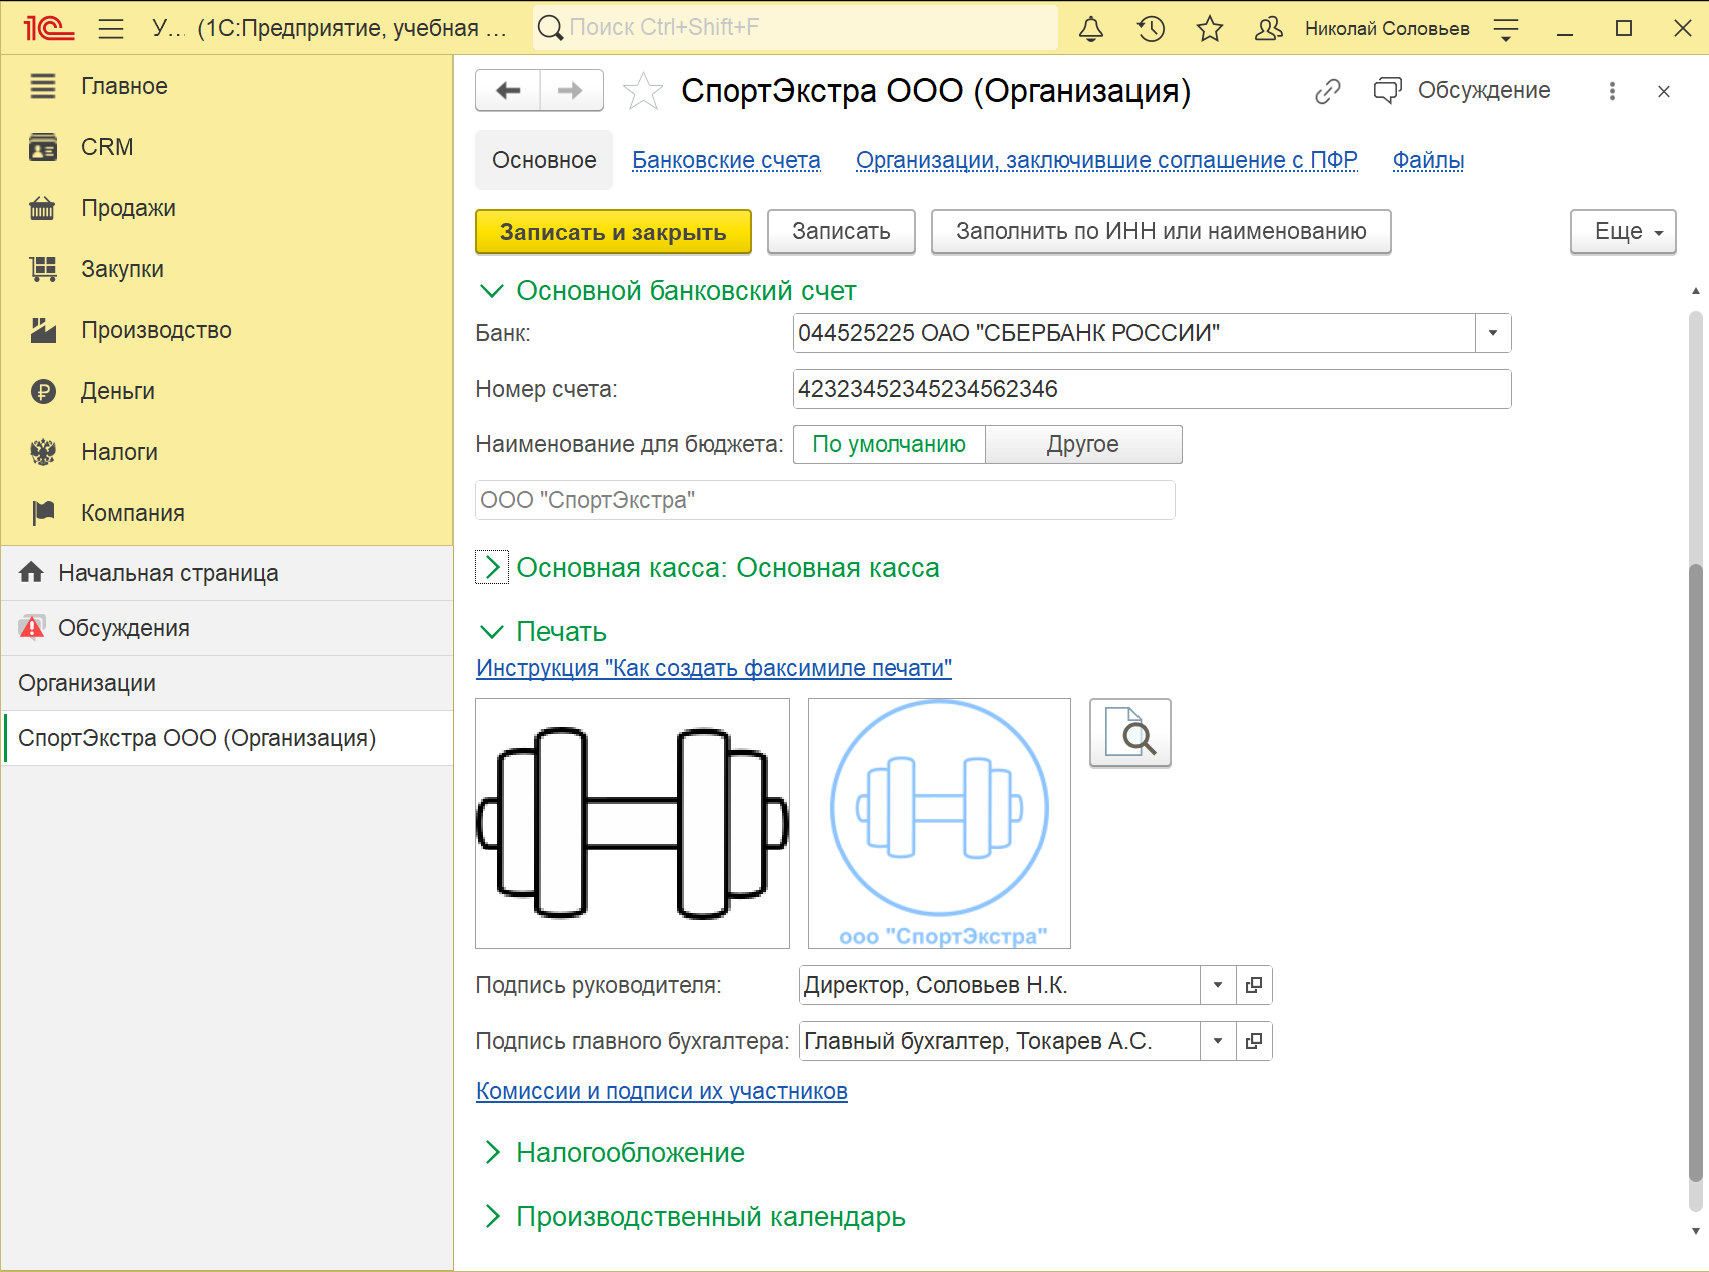 1С У... (1С:Предприятие, учебная ... Поиск Ctrl+Shift+F Николай Соловьев
Главное
CRM
Продажи
Закупки
Производство
Деньги
Налоги
Компания
Начальная страница
Обсуждения
Организации
СпортЭкстра ООО (Организация)
СпортЭкстра ООО (Организация) Обсуждение
Основное Банковские счета Организации, заключившие соглашение с ПФР Файлы
Записать и закрыть Записать Заполнить по ИНН или наименованию Еще
Основной банковский счет
Банк: 044525225 ОАО "СБЕРБАНК РОССИИ"
Номер счета: 42323452345234562346
Наименование для бюджета: По умолчанию Другое
ООО "СпортЭкстра"
Основная касса: Основная касса
Печать
Инструкция "Как создать факсимиле печати"
ооо "СпортЭкстра"
Подпись руководителя: Директор, Соловьев Н.К.
Подпись главного бухгалтера: Главный бухгалтер, Токарев А.С.
Комиссии и подписи их участников
Налогообложение
Производственный календарь